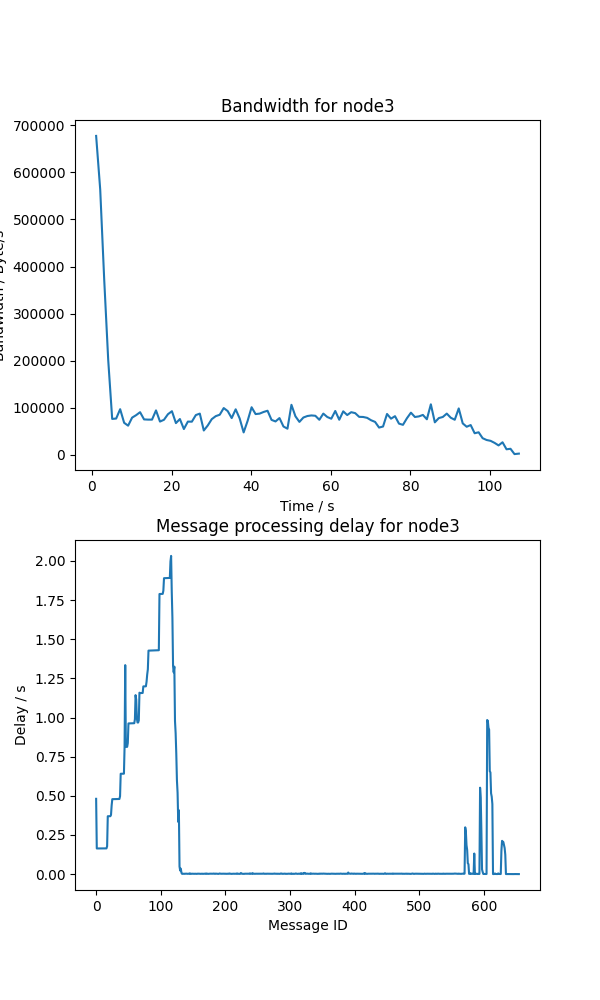 Bandwidth for node3
700000
600000
500000
400000
300000
200000
100000
0
Bandwidth / Byte/s
0 20 40 60 80 100
Time / s
Message processing delay for node3
2.00
1.75
1.50
1.25
1.00
0.75
0.50
0.25
0.00
Delay / s
0 100 200 300 400 500 600
Message ID